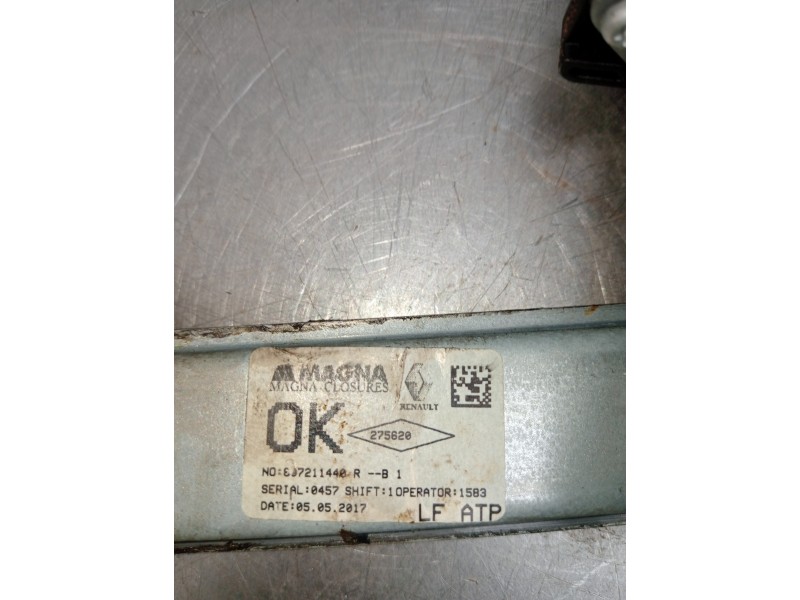 MAGNA
MAGNA CLOSURES
RENAULT
OK
275620
NO: R --B 1
SERIAL:0457 SHIFT:1OPERATOR:1583
DATE:05.05.2017 LF ATP